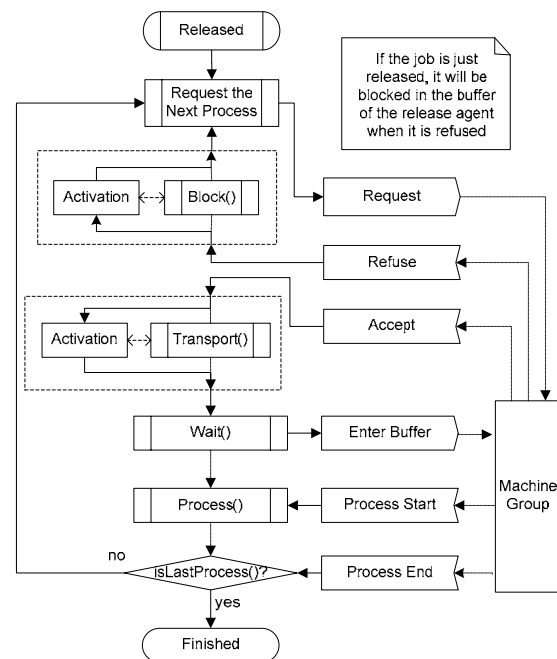 Released
If the job is just
released, it will be
blocked in the buffer
of the release agent
when it is refused
Request the
Next Process
Activation
Block()
Request
Refuse
Accept
Activation
Transport()
Wait()
Enter Buffer
Machine
Group
Process()
Process Start
no
isLastProcess()?
Process End
yes
Finished